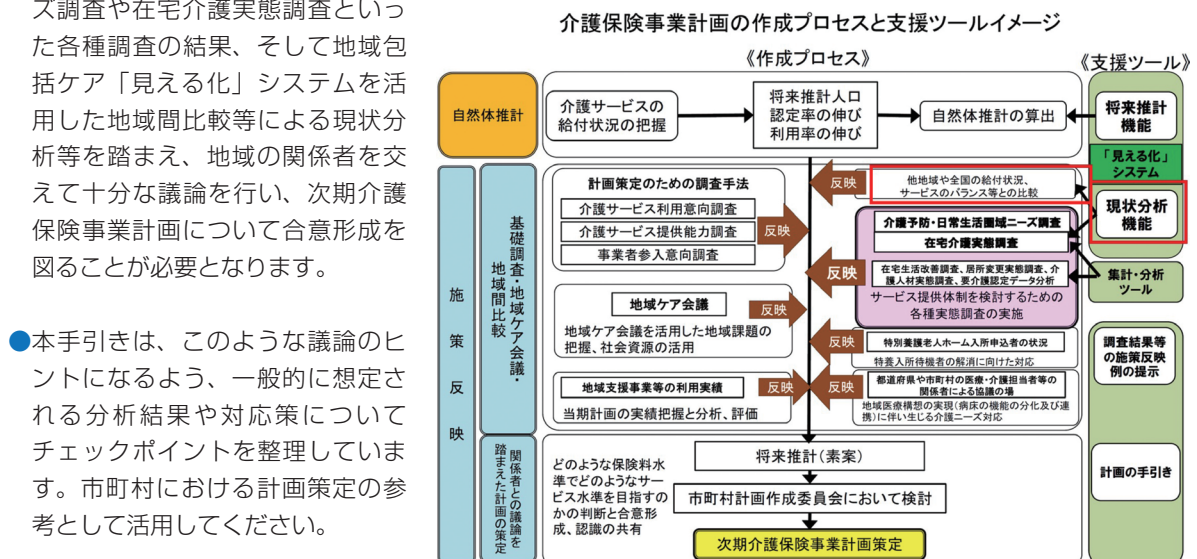 ズ調査や在宅介護実態調査といっ
た各種調査の結果、そして地域包
括ケア「見える化」システムを活
用した地域間比較等による現状分
析等を踏まえ、地域の関係者を交
えて十分な議論を行い、次期介護
保険事業計画について合意形成を
図ることが必要となります。
●本手引きは、このような議論のヒ
ントになるよう、一般的に想定さ
れる分析結果や対応策について
チェックポイントを整理していま
す。市町村における計画策定の参
考として活用してください。
介護保険事業計画の作成プロセスと支援ツールイメージ
《作成プロセス》
《支援ツール》
自然体推計
介護サービスの
給付状況の把握
将来推計人口
認定率の伸び
利用率の伸び
自然体推計の算出
将来推計
機能
「見える化」
システム
現状分析
機能
集計・分析
ツール
調査結果等
の施策反映
例の提示
計画の手引き
施策反映
基礎調査・地域ケア会議・
地域間比較
関係者との議論を
踏まえた計画の策定
計画策定のための調査手法
介護サービス利用意向調査
介護サービス提供能力調査
事業者参入意向調査
反映
地域ケア会議
反映
地域ケア会議を活用した地域課題の
把握、社会資源の活用
地域支援事業等の利用実績
反映
当期計画の実績把握と分析、評価
反映
他地域や全国の給付状況、
サービスのバランス等との比較
介護予防・日常生活圏域ニーズ調査
在宅介護実態調査
反映
在宅生活改善調査、居所変更実態調査、介
護人材実態調査、要介護認定データ分析
サービス提供体制を検討するための
各種実態調査の実施
反映
特別養護老人ホーム入所申込者の状況
特養入所待機者の解消に向けた対応
反映
都道府県や市町村の医療・介護担当者等の
関係者による協議の場
地域医療構想の実現(病床の機能の分化及び連
携)に伴い生じる介護ニーズ対応
どのような保険料水
準でどのようなサー
ビス水準を目指すの
かの判断と合意形
成、認識の共有
将来推計(素案)
市町村計画作成委員会において検討
次期介護保険事業計画策定